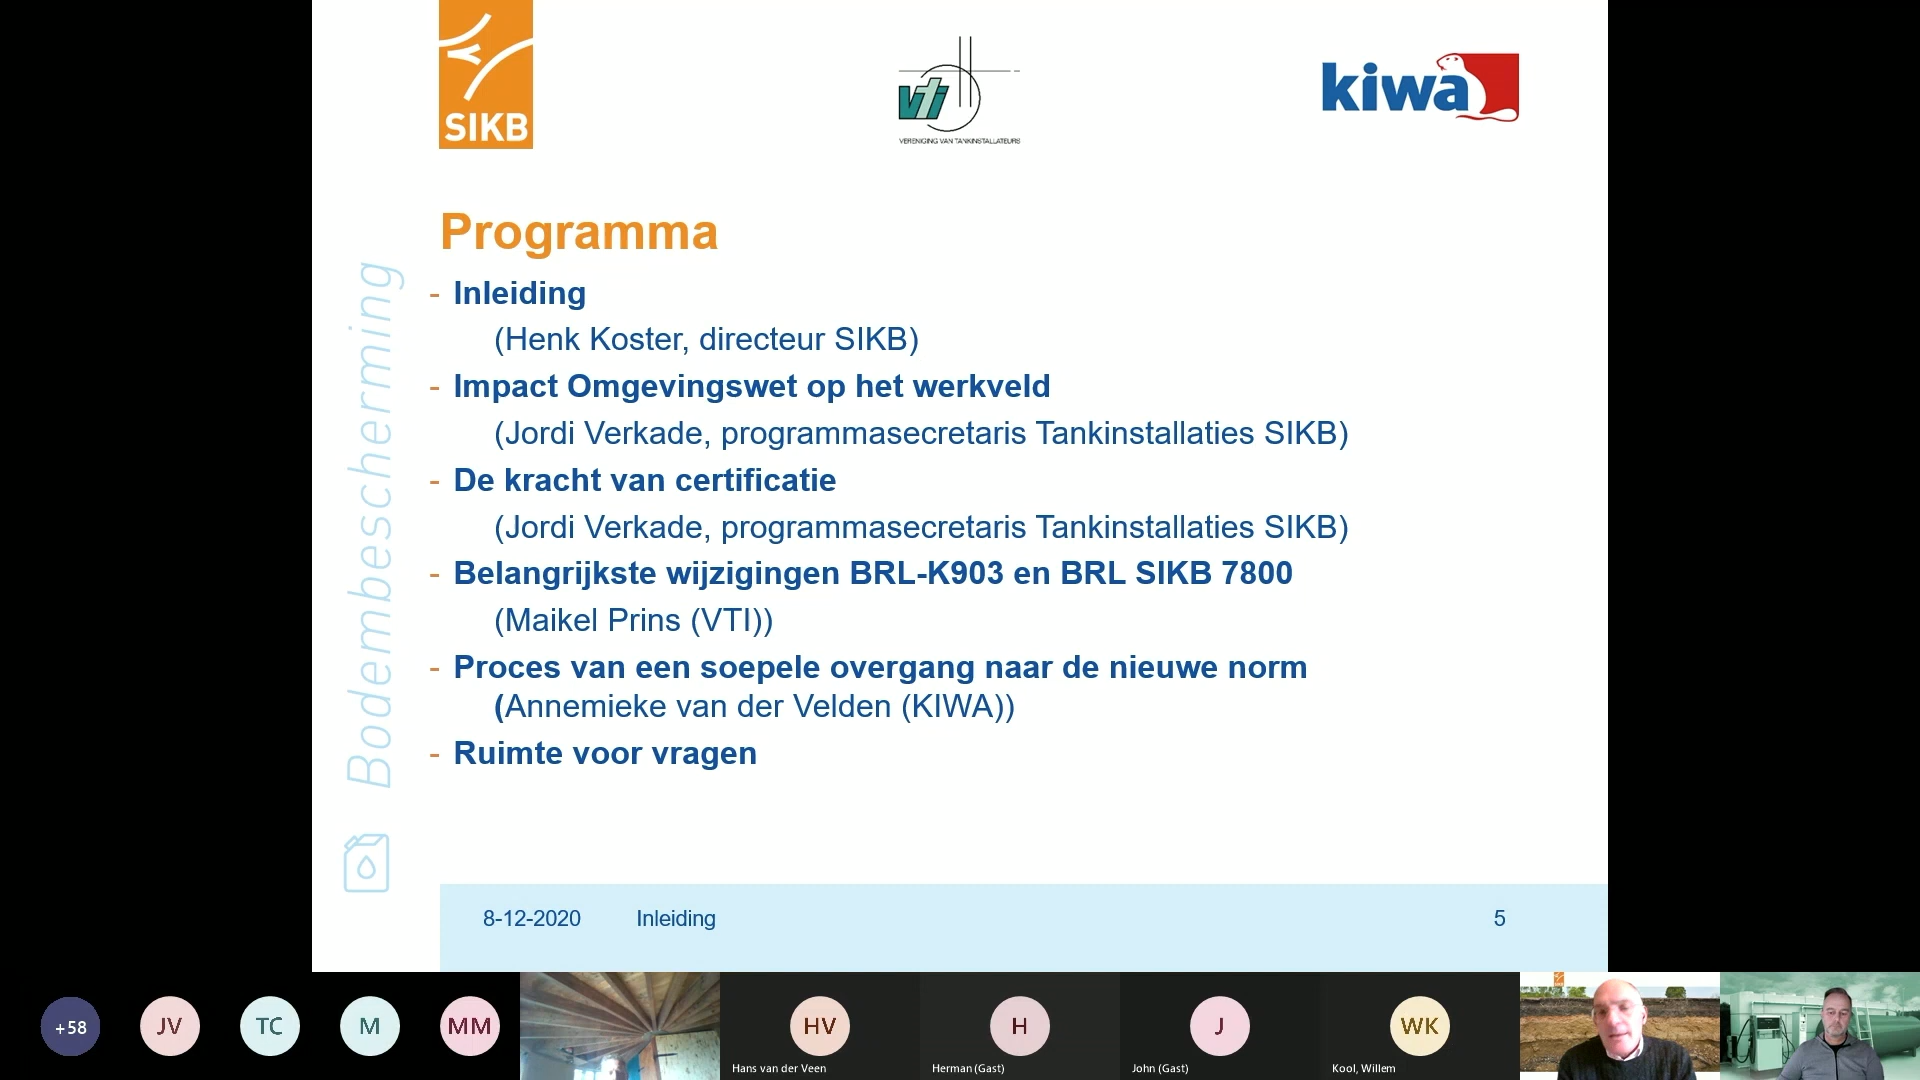 SIKB
vti
VERENIGING VAN TANKINSTALLATEURS
kiwa
Programma
- Inleiding
(Henk Koster, directeur SIKB)
- Impact Omgevingswet op het werkveld
(Jordi Verkade, programmasecretaris Tankinstallaties SIKB)
- De kracht van certificatie
(Jordi Verkade, programmasecretaris Tankinstallaties SIKB)
- Belangrijkste wijzigingen BRL-K903 en BRL SIKB 7800
(Maikel Prins (VTI))
- Proces van een soepele overgang naar de nieuwe norm
(Annemieke van der Velden (KIWA))
- Ruimte voor vragen
Bodembescherming
8-12-2020 Inleiding 5
+58 JV TC M MM HV H J WK
Hans van der Veen Herman (Gast) John (Gast) Kool, Willem